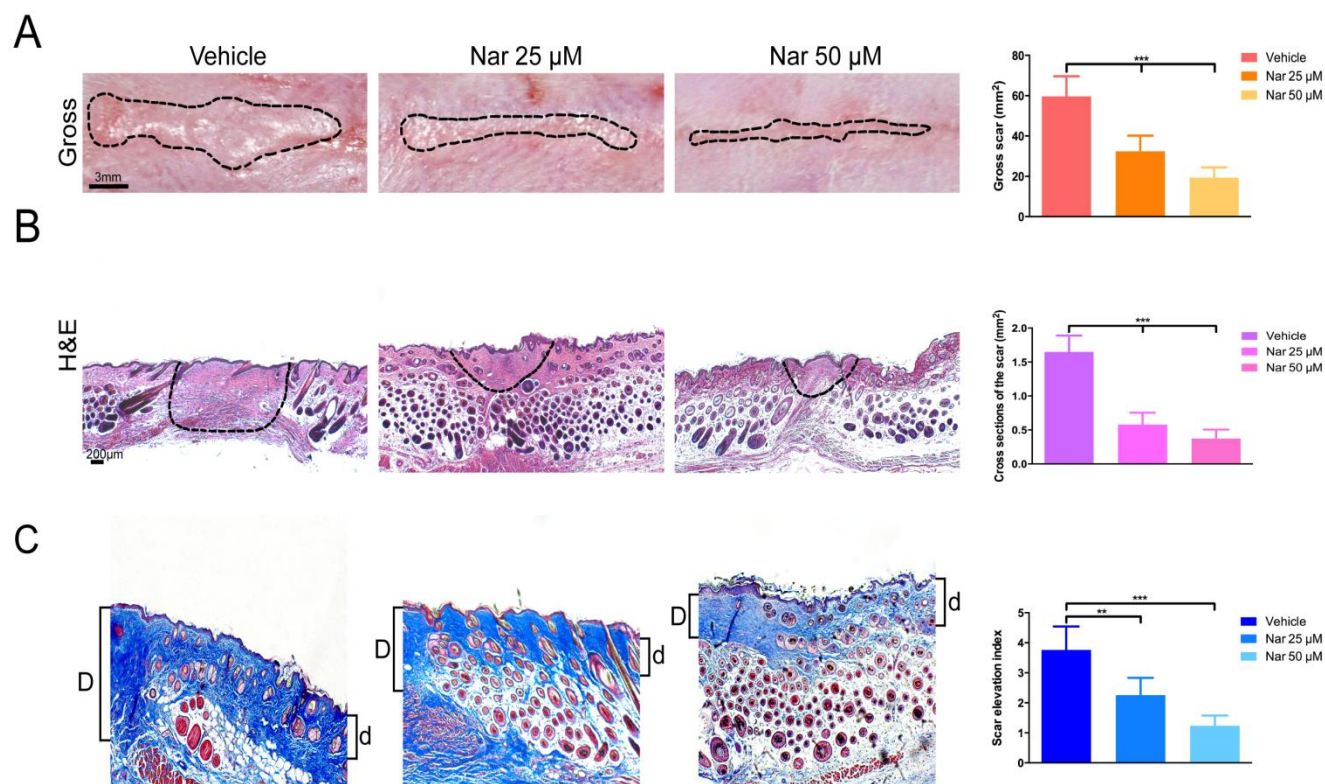 A
Vehicle
Nar 25 µM
Nar 50 µM
Gross
3mm
Gross scar (mm²)
80
60
40
20
0
***
Vehicle
Nar 25 µM
Nar 50 µM
B
H&E
200µm
Cross sections of the scar (mm²)
2.0
1.5
1.0
0.5
0.0
***
Vehicle
Nar 25 µM
Nar 50 µM
C
D
d
D
d
D
d
Scar elevation index
5
4
3
2
1
0
***
**
Vehicle
Nar 25 µM
Nar 50 µM